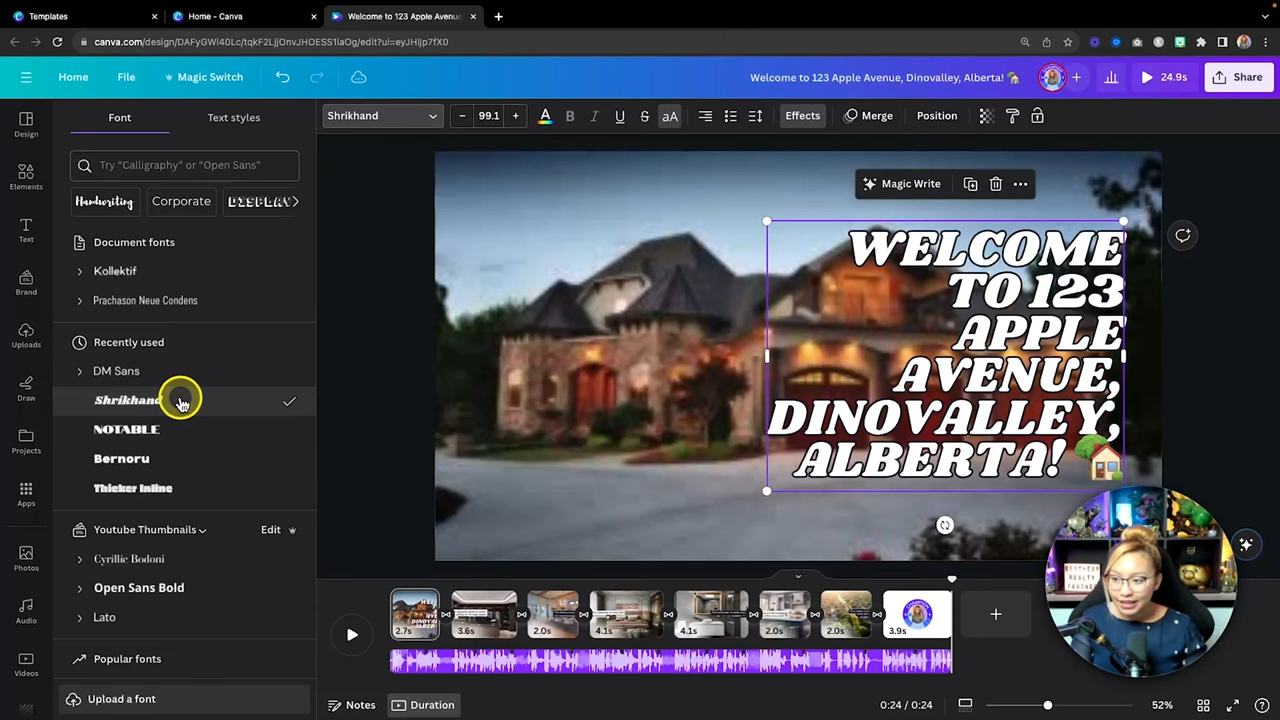 Templates
Home - Canva
Welcome to 123 Apple Avenue,
canva.com/design/DAFyGWi40Lc/tqkF2LjjOnvJHOESS1laOg/edit?ui=eyJHIjp7fX0
Home
File
Magic Switch
Welcome to 123 Apple Avenue, Dinovalley, Alberta! 🏡
24.9s
Share
Design
Elements
Text
Brand
Uploads
Draw
Projects
Apps
Photos
Audio
Videos
Font
Text styles
Try "Calligraphy" or "Open Sans"
Handwriting
Corporate
DISPLAY
Document fonts
Kollektif
Prachason Neue Condens
Recently used
DM Sans
Shrikhand
NOTABLE
Bernoru
Thicker Inline
Youtube Thumbnails
Edit
Cyrillic Bodoni
Open Sans Bold
Lato
Popular fonts
Upload a font
Shrikhand
99.1
A
B
I
U
S
aA
Effects
Merge
Position
Magic Write
WELCOME
TO 123
APPLE
AVENUE,
DINOVALLEY,
ALBERTA! 🏡
BEST EXP
REALTY
PARTNER
2.7s
3.6s
2.0s
4.1s
4.1s
2.0s
2.0s
3.9s
Notes
Duration
0:24 / 0:24
52%